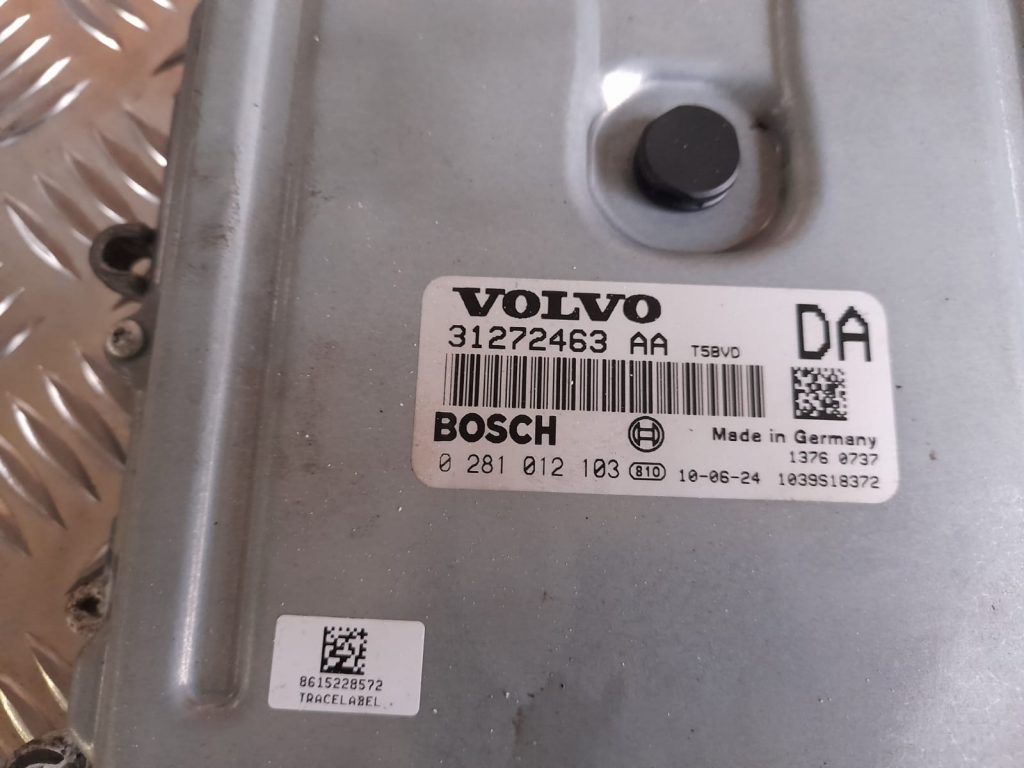 VOLVO
31272463 AA T5BVD
DA
BOSCH
Made in Germany
1376 0737
0 281 012 103 810 10-06-24 1039S18372
8615228572
TRACELABEL